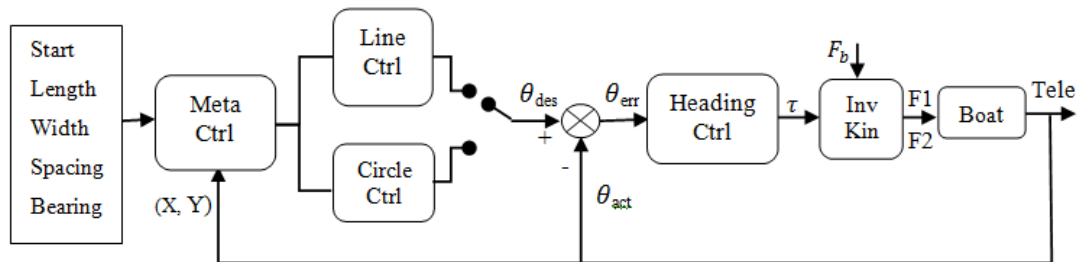 Start
Length
Width
Spacing
Bearing
Meta
Ctrl
(X, Y)
Line
Ctrl
Circle
Ctrl
θdes
+
-
θerr
θact
Heading
Ctrl
τ
Fb
Inv
Kin
F1
F2
Boat
Tele